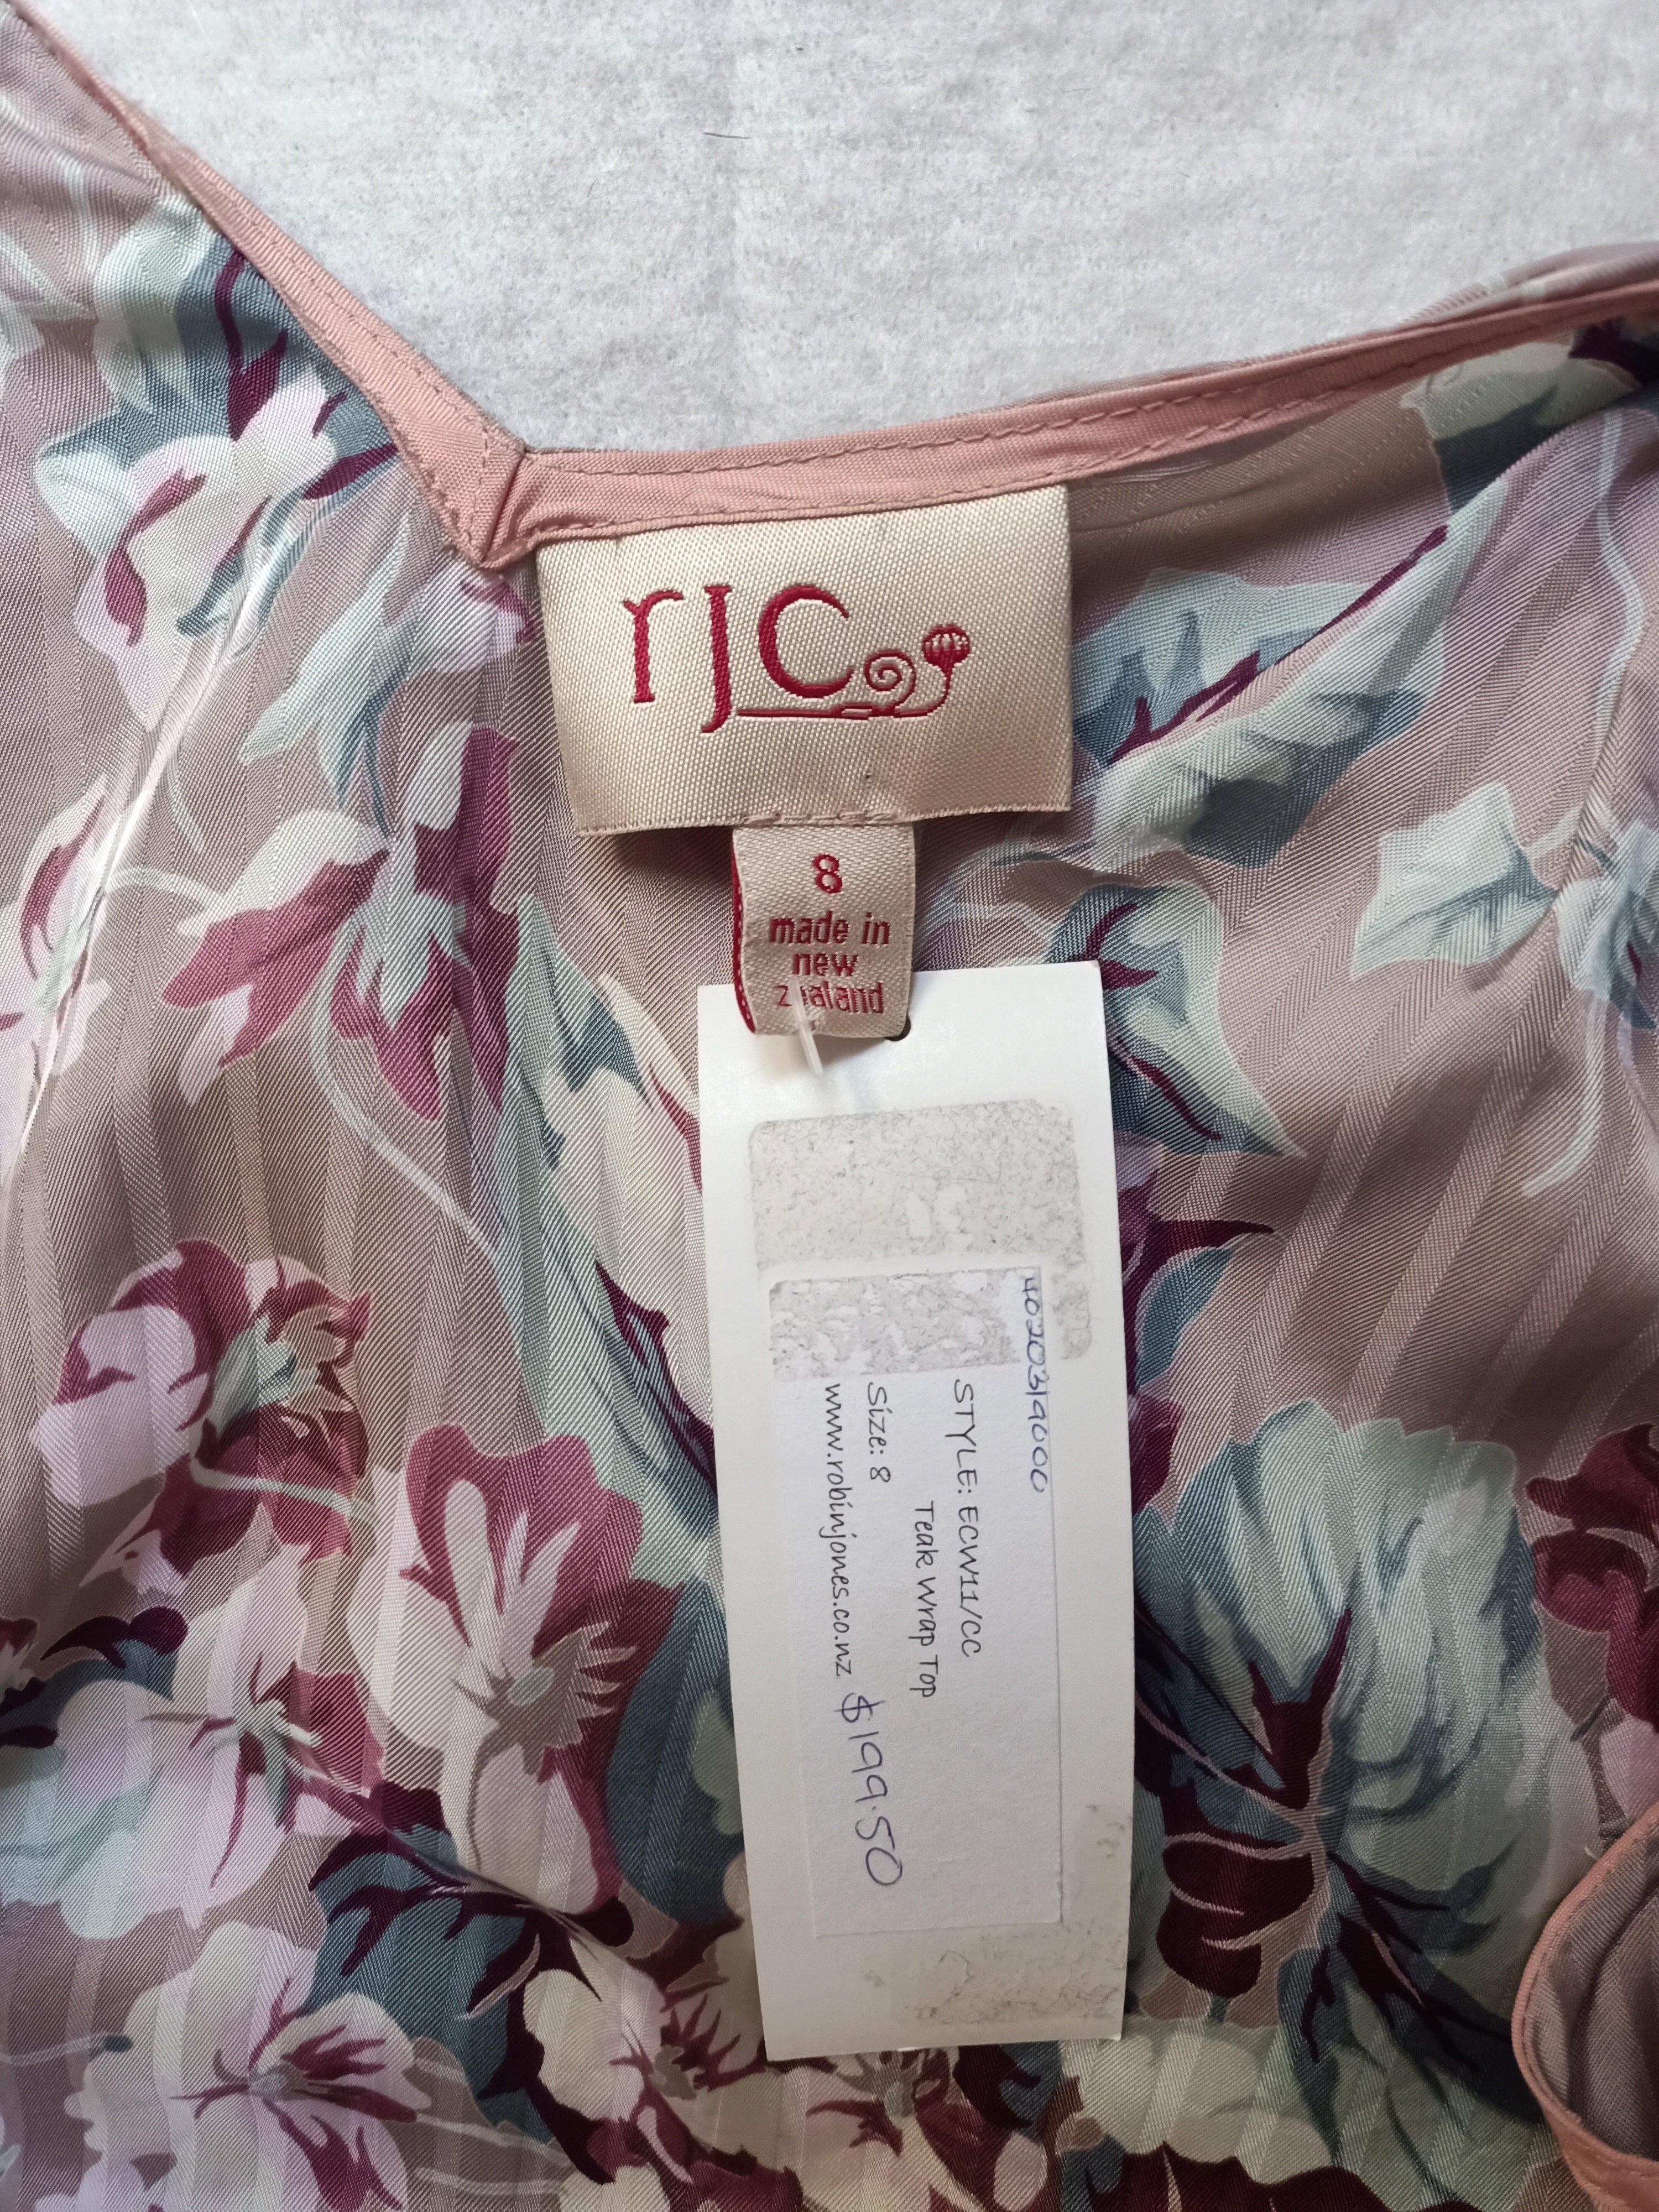 rjc
8
made in
new
zealand
4020319000
STYLE: ECW11/CC
Teak Wrap Top
Size: 8
www.robinjones.co.nz $199.50